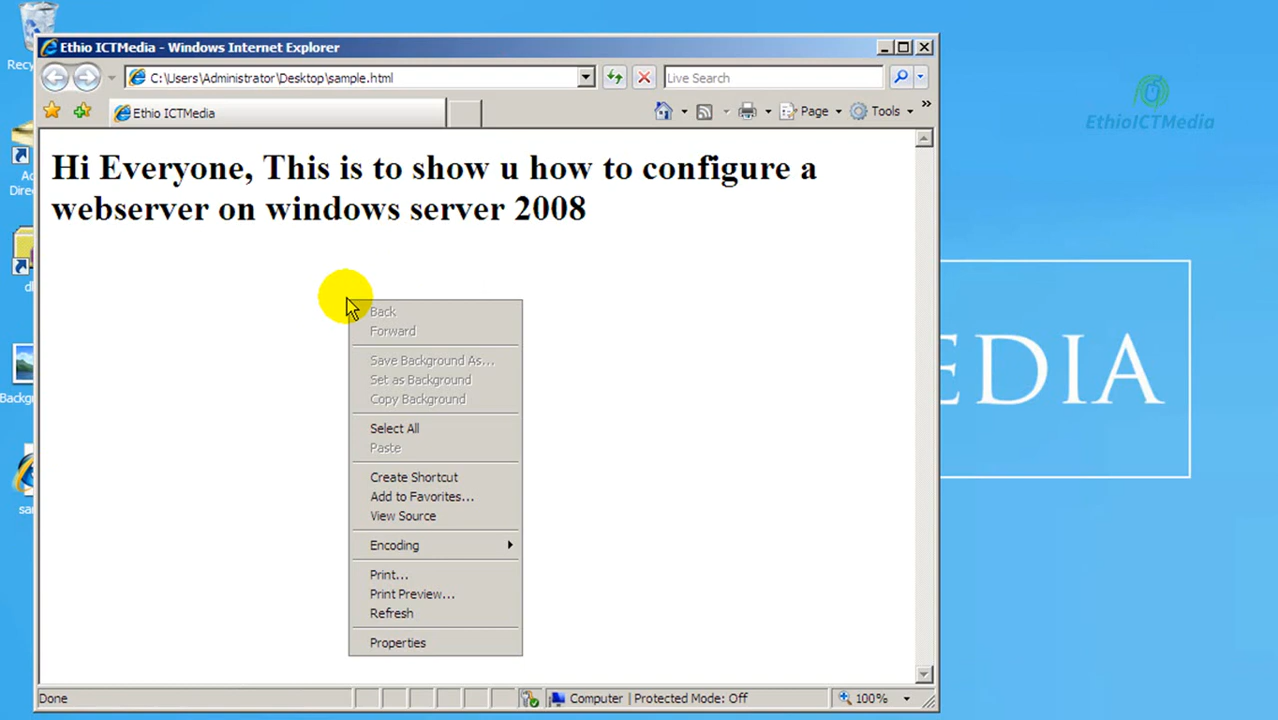 Ethio ICTMedia - Windows Internet Explorer
C:\Users\Administrator\Desktop\sample.html
Live Search
Ethio ICTMedia
Page
Tools
EthioICTMedia
Hi Everyone, This is to show u how to configure a
webserver on windows server 2008
Back
Forward
Save Background As...
Set as Background
Copy Background
Select All
Paste
Create Shortcut
Add to Favorites...
View Source
Encoding
Print...
Print Preview...
Refresh
Properties
EDIA
Done
Computer | Protected Mode: Off
100%